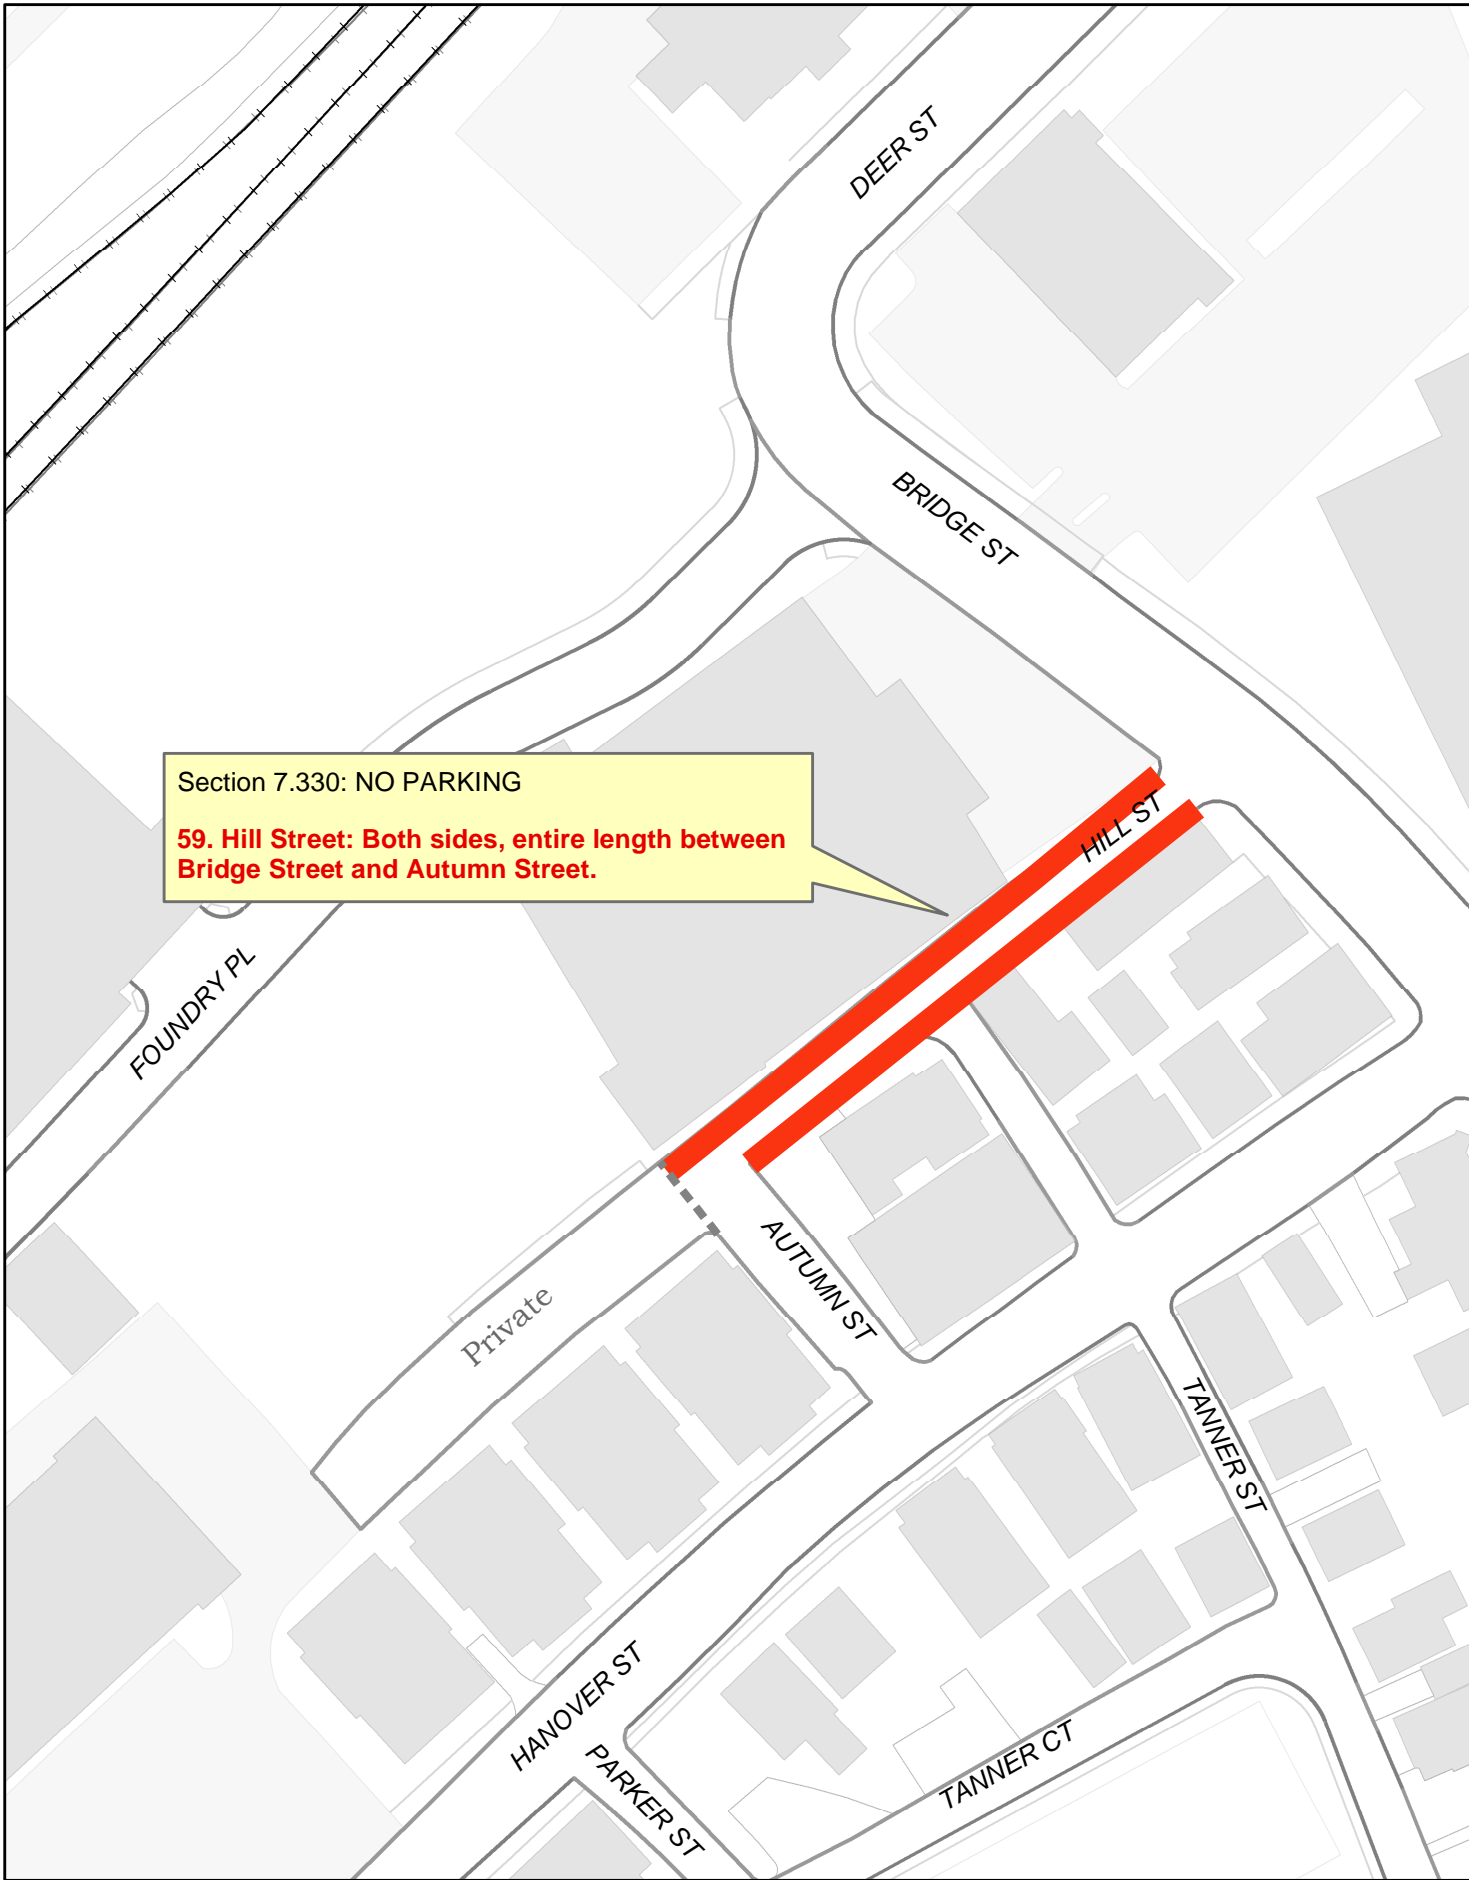 DEER ST
BRIDGE ST
Section 7.330: NO PARKING
59. Hill Street: Both sides, entire length between
Bridge Street and Autumn Street.
HILL ST
FOUNDRY PL
AUTUMN ST
Private
TANNER ST
HANOVER ST
PARKER ST
TANNER CT